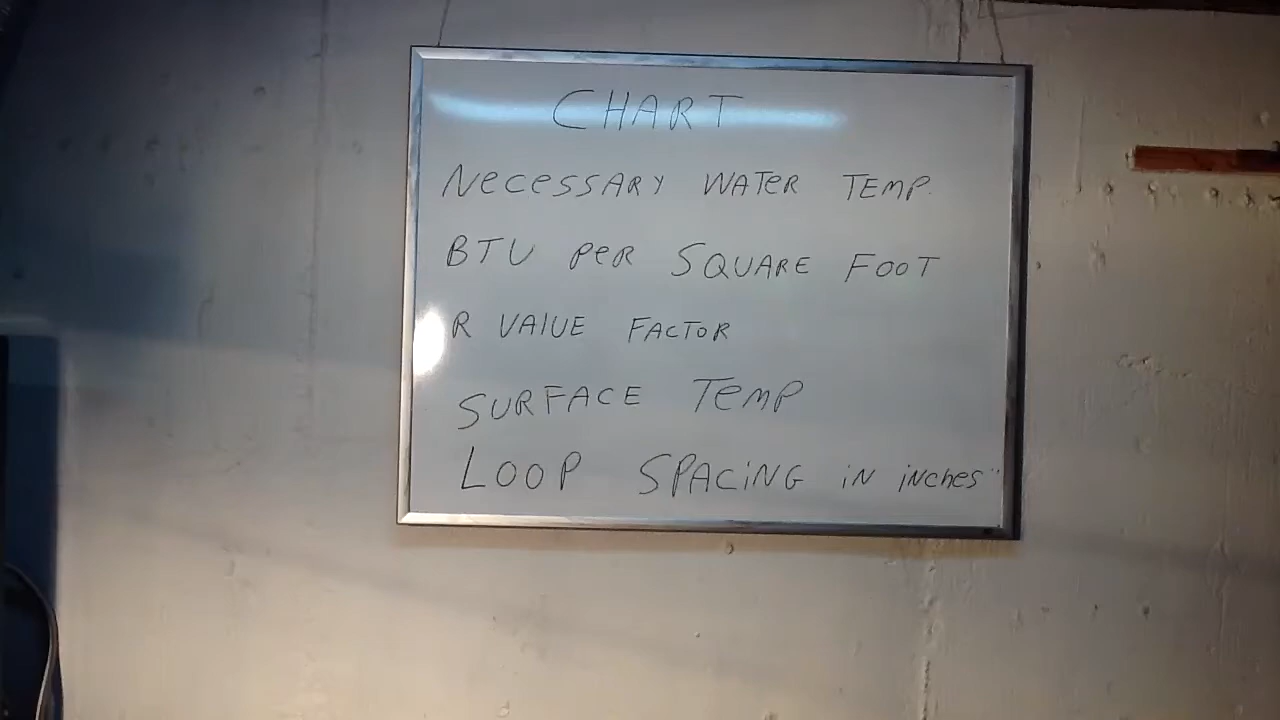 CHART
NeCeSSARY WATeR TEMP.
BTU PeR SQUARE FOOT
R VAlUE FACTOR
SURFACE TeMP
LOOP SPACiNG iN iNches"